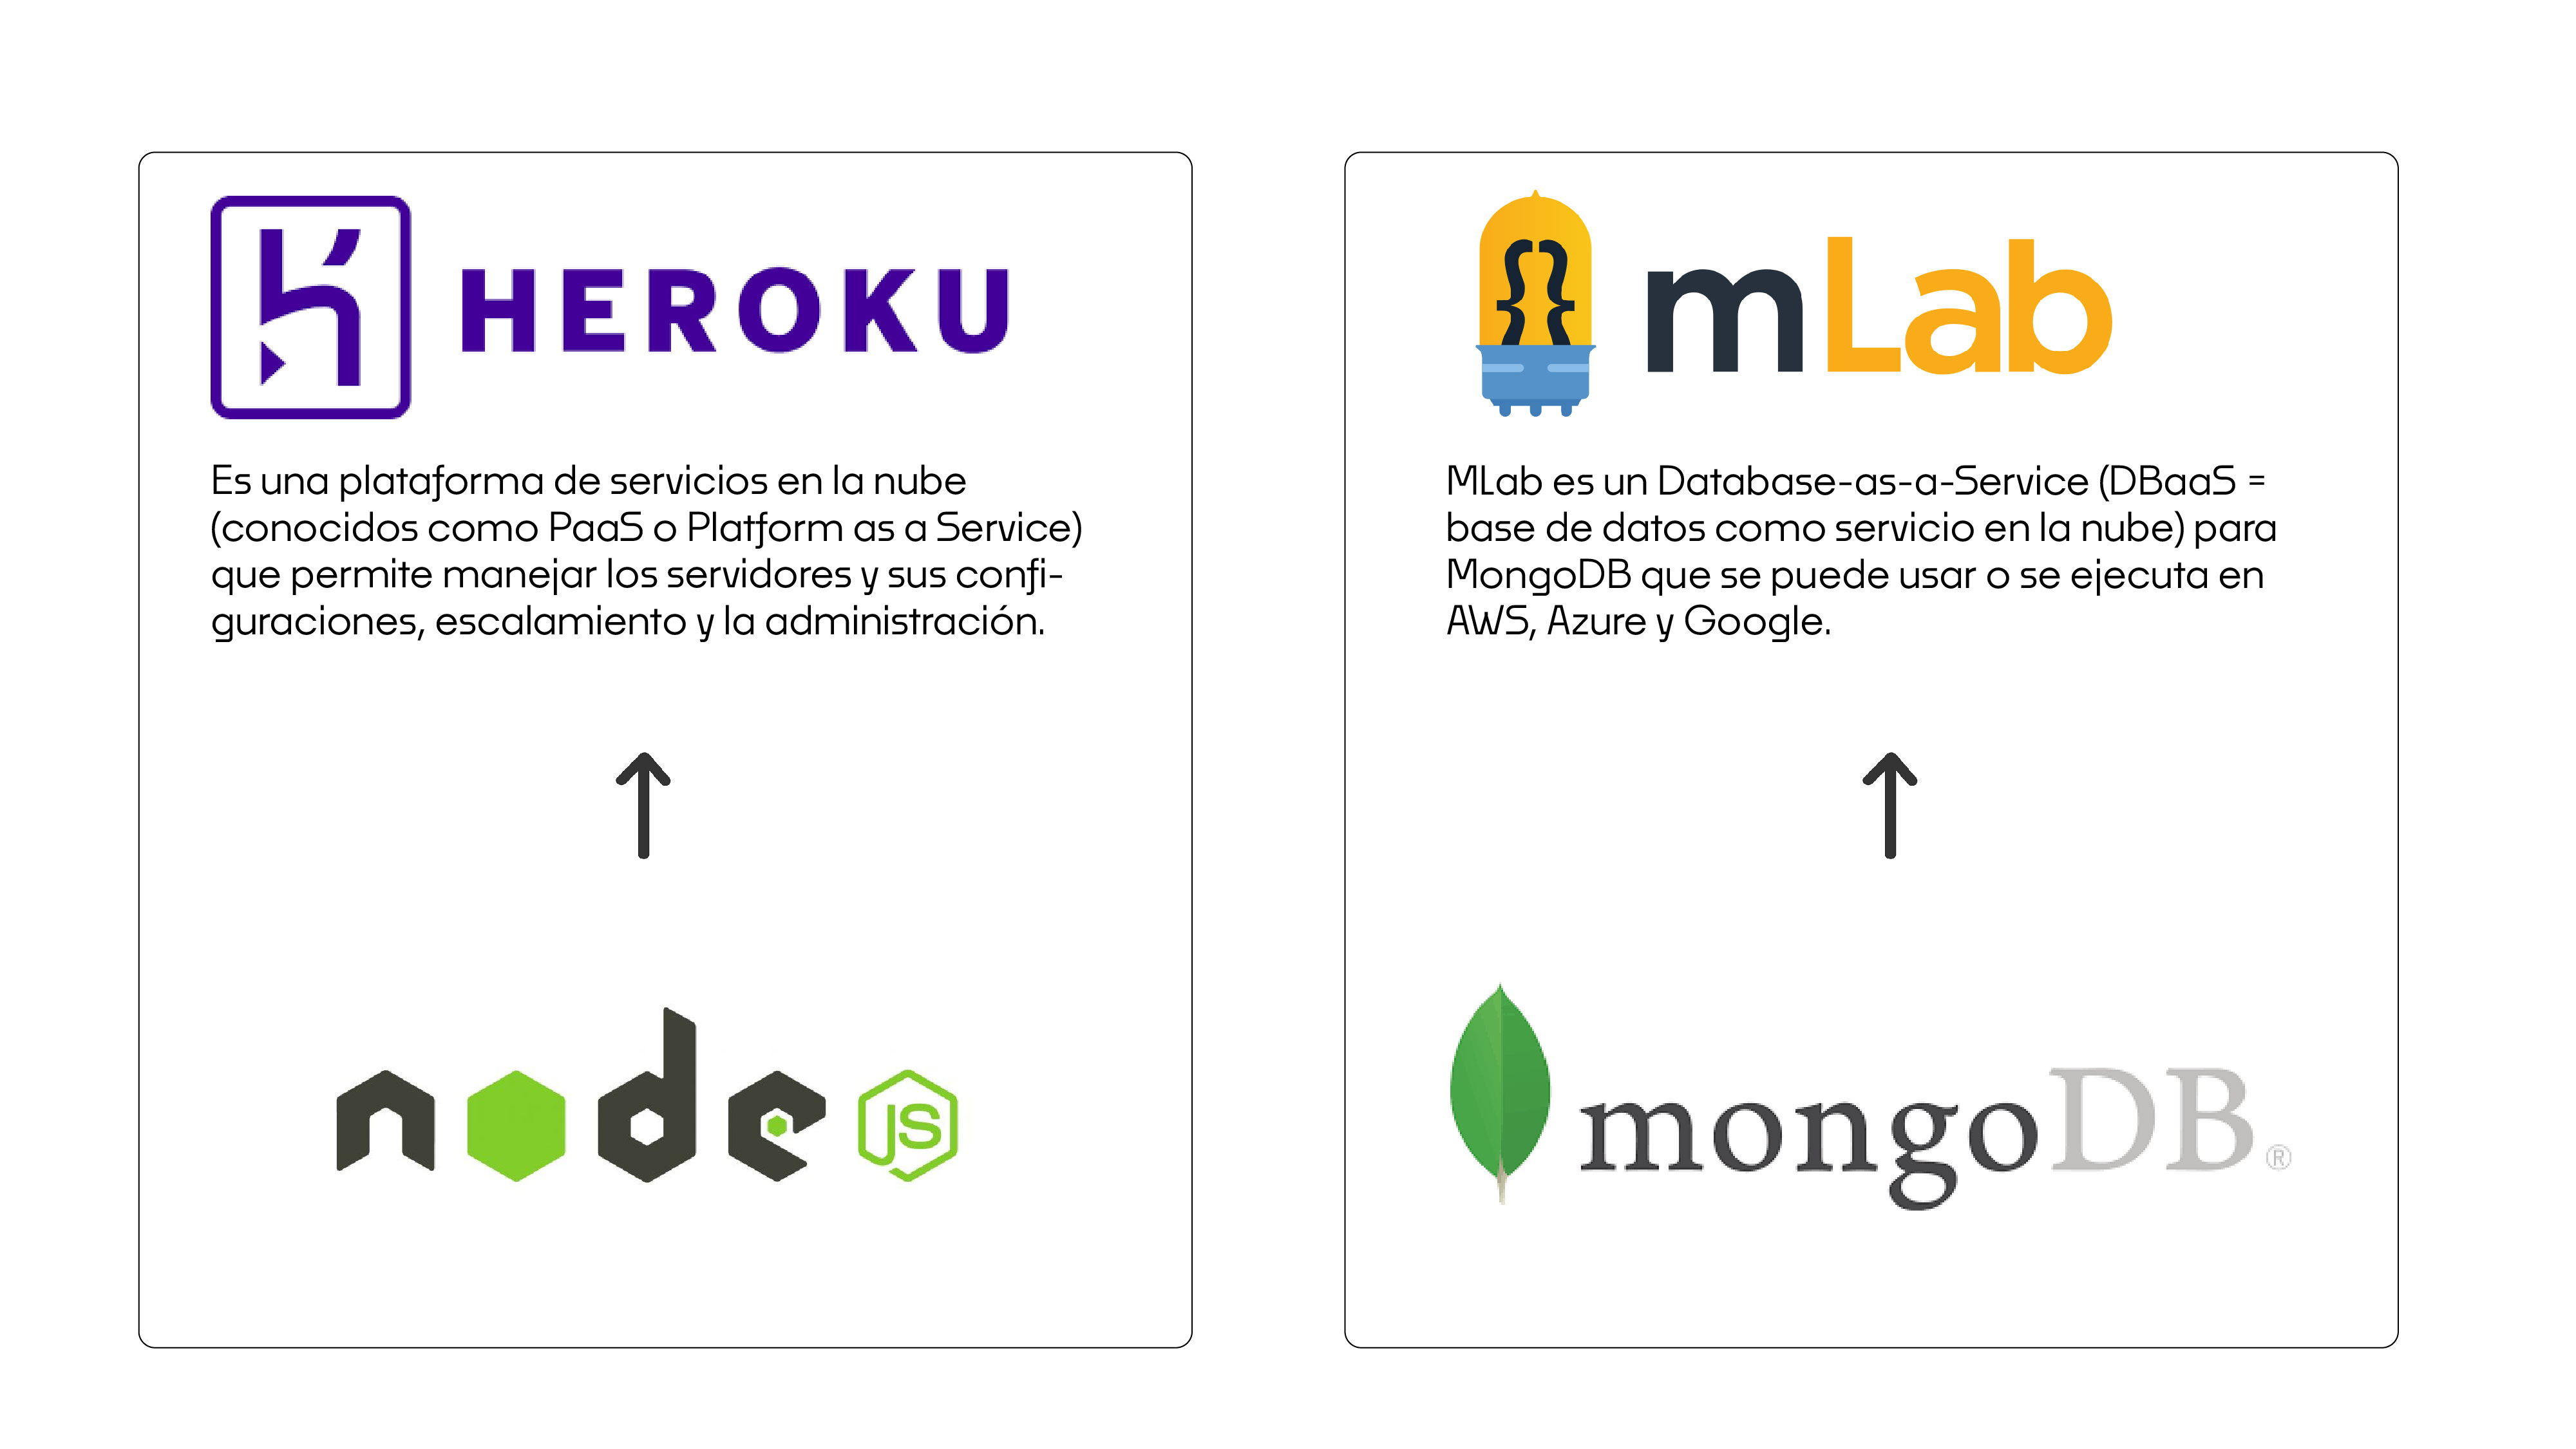 HEROKU
Es una plataforma de servicios en la nube
(conocidos como PaaS o Platform as a Service)
que permite manejar los servidores y sus confi-
guraciones, escalamiento y la administración.
node JS
mLab
MLab es un Database-as-a-Service (DBaaS =
base de datos como servicio en la nube) para
MongoDB que se puede usar o se ejecuta en
AWS, Azure y Google.
mongoDB®